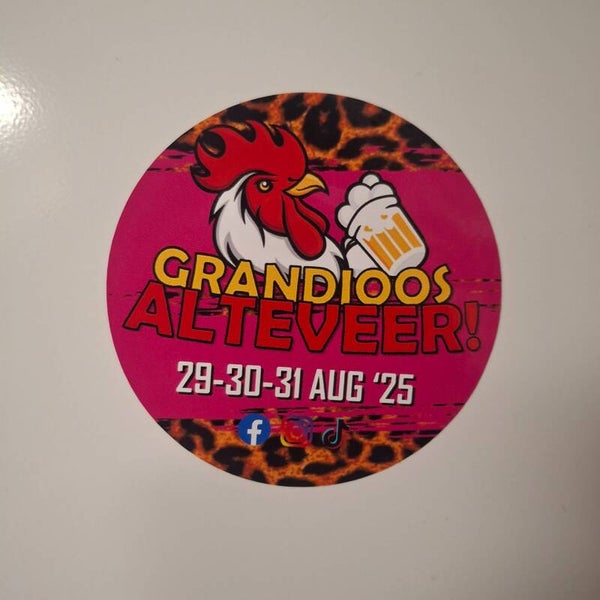 GRANDIOOS
ALTEVEER!
29-30-31 AUG '25